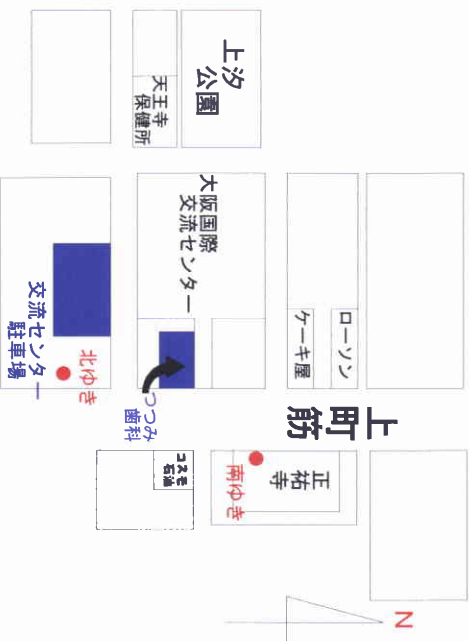 上汐
公園
天王寺
保健所
大阪国際
交流センター
ローソン
ケーキ屋
交流センター
駐車場
北ゆき
つつみ
歯科
上町筋
コスモ
石油
正祐
寺
南ゆき
N